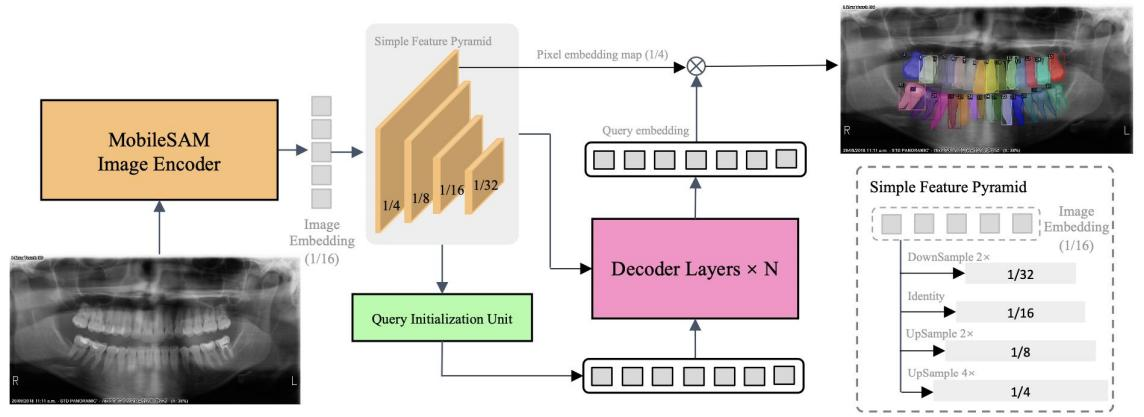 Simple Feature Pyramid
Pixel embedding map (1/4)
MobileSAM
Image Encoder
1/4
1/8
1/16
1/32
Query embedding
Image
Embedding
(1/16)
Decoder Layers × N
Query Initialization Unit
R
L
R
L
Simple Feature Pyramid
Image
Embedding
(1/16)
DownSample 2×
1/32
Identity
1/16
UpSample 2×
1/8
UpSample 4×
1/4